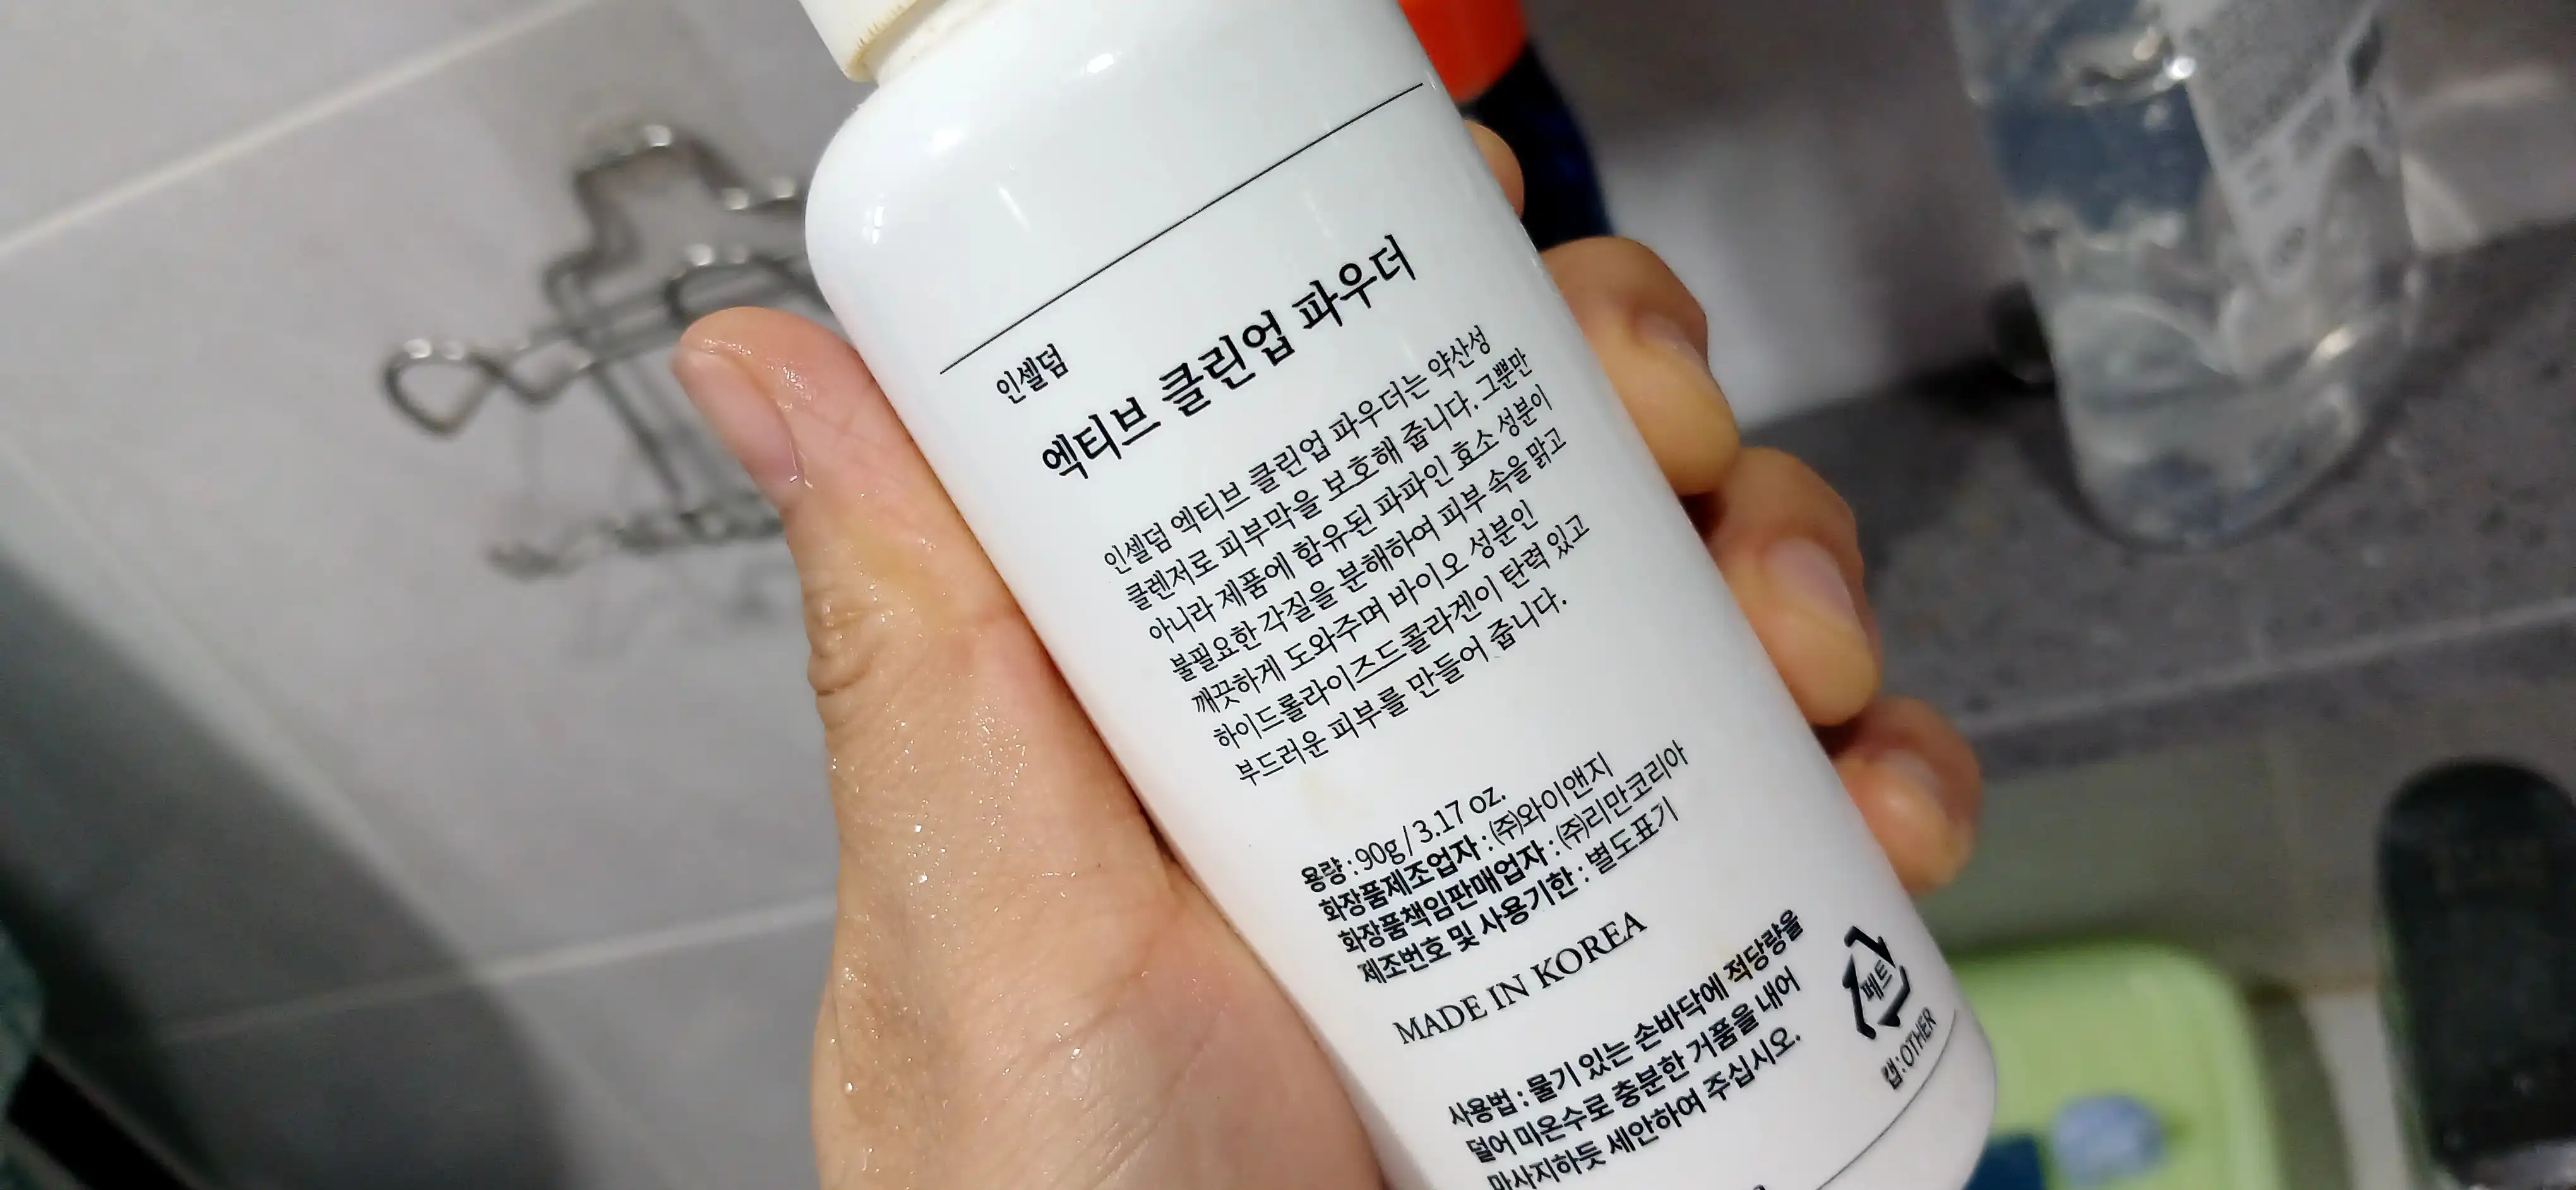 인셀덤
엑티브 클린업 파우더
인셀덤 엑티브 클린업 파우더는 약산성
클렌저로 피부막을 보호해 줍니다. 그뿐만
아니라 제품에 함유된 파파인 효소 성분이
불필요한 각질을 분해하여 피부 속을 맑고
깨끗하게 도와주며 바이오 성분인
하이드롤라이즈드콜라겐이 탄력 있고
부드러운 피부를 만들어 줍니다.
용량 : 90g / 3.17 oz.
화장품제조업자 : ㈜와이앤지
화장품책임판매업자 : ㈜리만코리아
제조번호 및 사용기한 : 별도표기
MADE IN KOREA
사용법 : 물기 있는 손바닥에 적당량을
덜어 미온수로 충분한 거품을 내어
마사지하듯 세안하여 주십시오.
페트
캡 : OTHER